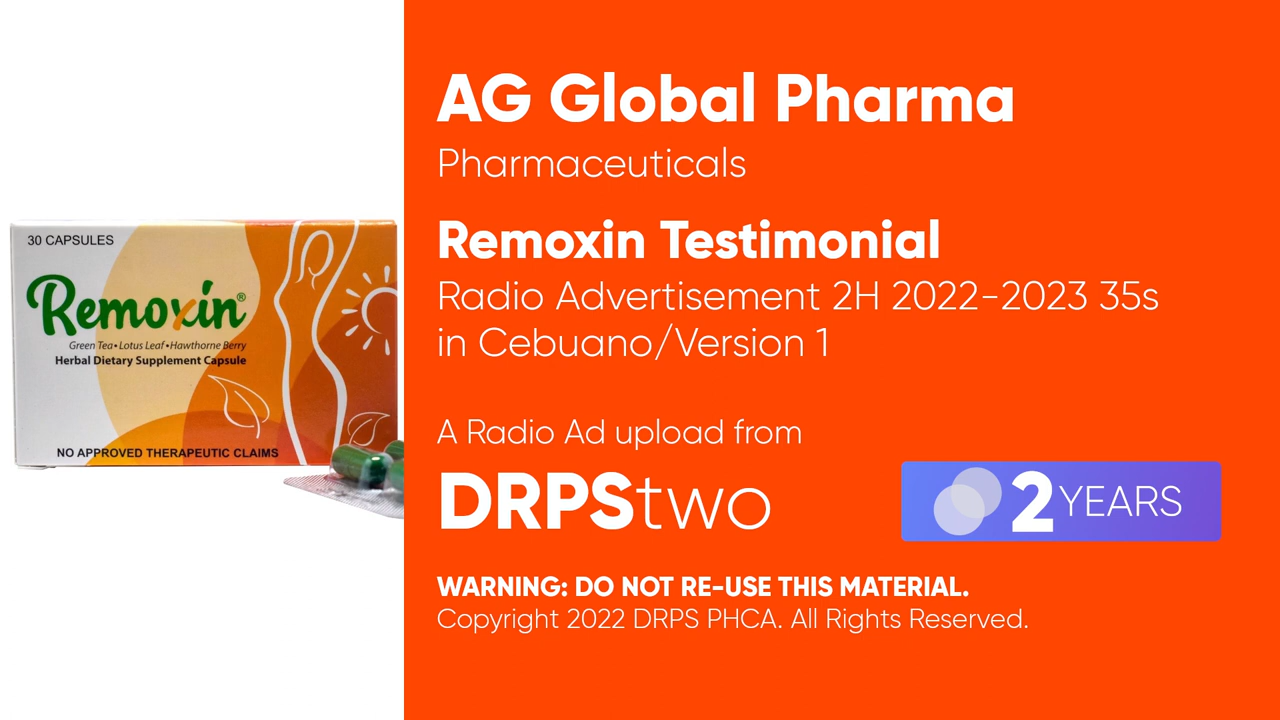 30 CAPSULES
Remoxin®
Green Tea•Lotus Leaf•Hawthorne Berry
Herbal Dietary Supplement Capsule
NO APPROVED THERAPEUTIC CLAIMS
AG Global Pharma
Pharmaceuticals
Remoxin Testimonial
Radio Advertisement 2H 2022-2023 35s
in Cebuano/Version 1
A Radio Ad upload from
DRPStwo
2 YEARS
WARNING: DO NOT RE-USE THIS MATERIAL.
Copyright 2022 DRPS PHCA. All Rights Reserved.